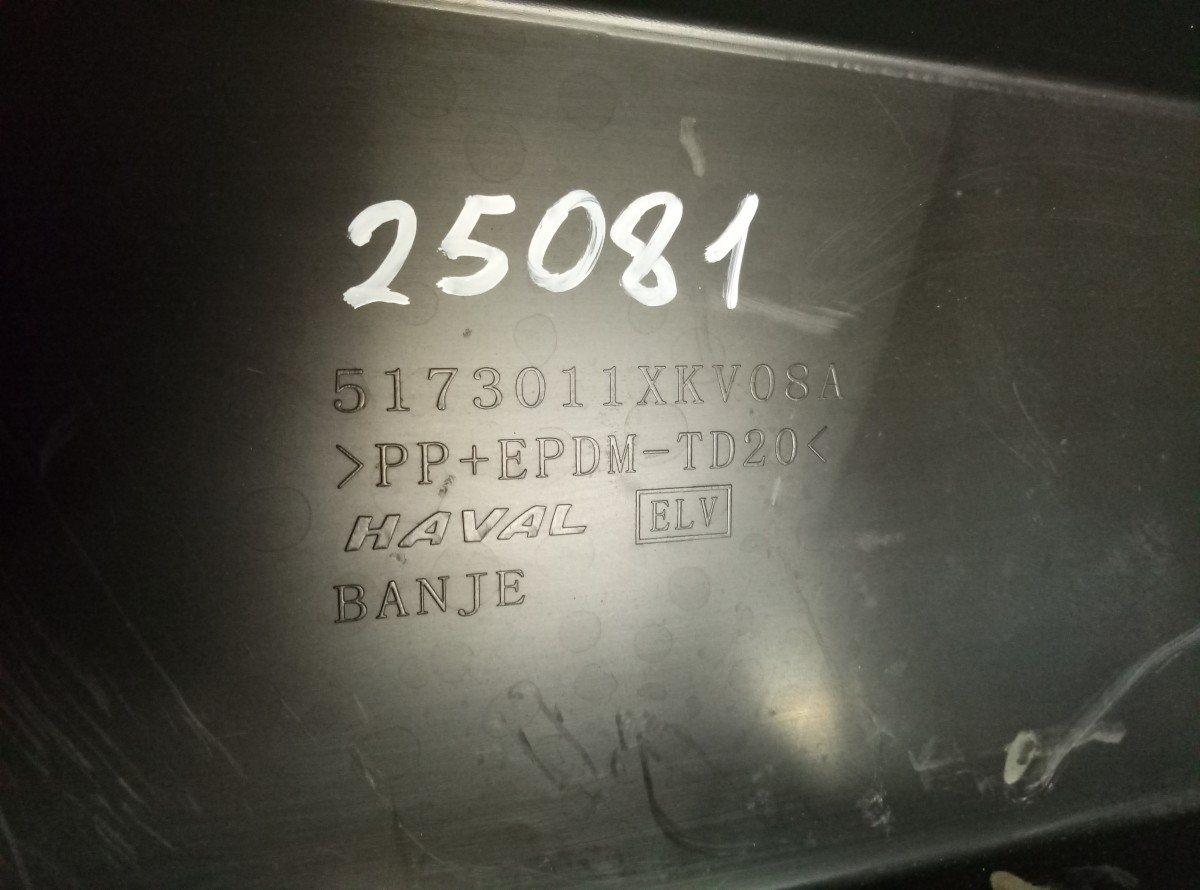 25081
5173011XKV08A
>PP+EPDM-TD20<
HAVAL ELV
BANJE